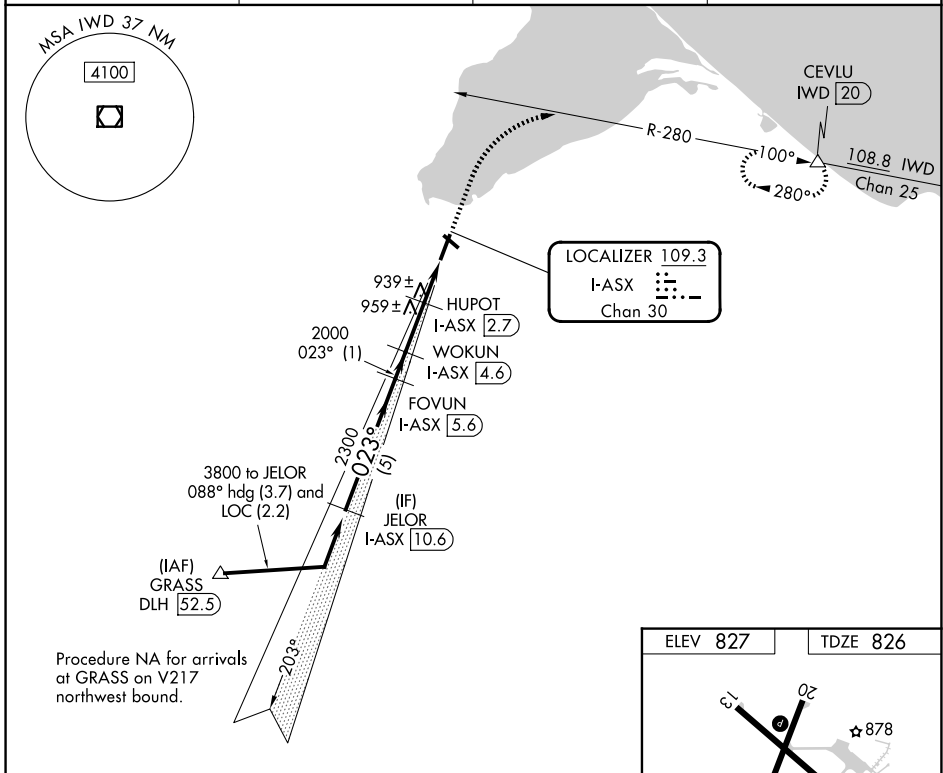 MSA IWD 37 NM
4100
CEVLU
IWD 20
R-280
100°
280°
108.8 IWD
Chan 25
LOCALIZER 109.3
I-ASX
Chan 30
939±
959±
HUPOT
I-ASX 2.7
2000
023° (1)
WOKUN
I-ASX 4.6
FOVUN
I-ASX 5.6
2300
023°
(5)
3800 to JELOR
088° hdg (3.7) and
LOC (2.2)
(IF)
JELOR
I-ASX 10.6
(IAF)
GRASS
DLH 52.5
203°
Procedure NA for arrivals
at GRASS on V217
northwest bound.
ELEV 827
TDZE 826
13
20
P
878